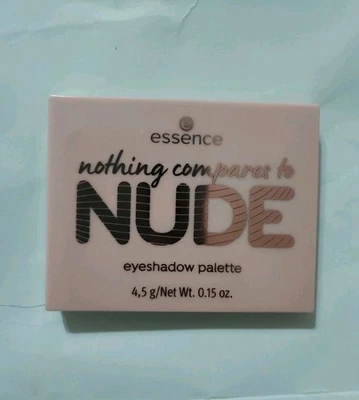 essence
nothing compares to
NUDE
eyeshadow palette
4,5 g/Net Wt. 0.15 oz.